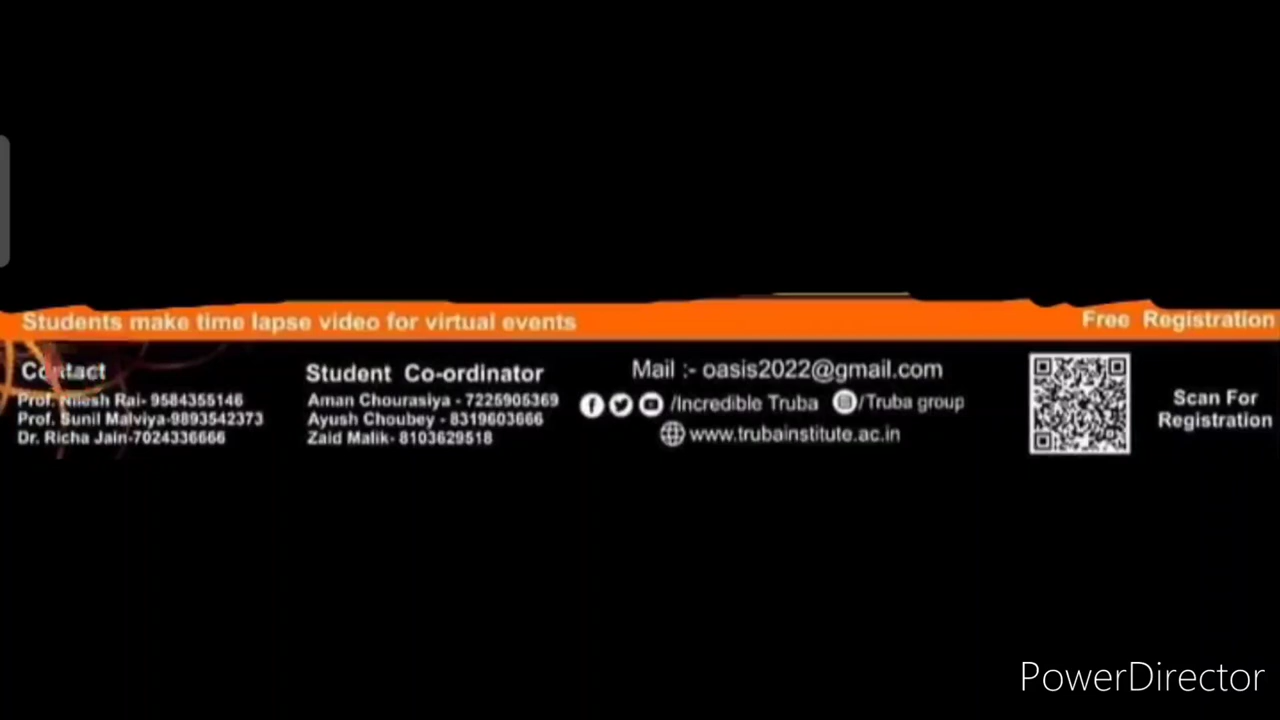 Students make time lapse video for virtual events
Free Registration
Contact
Prof. Nilesh Rai- 9584355146
Prof. Sunil Malviya-9893542373
Dr. Richa Jain-7024336666
Student Co-ordinator
Aman Chourasiya - 7225905369
Ayush Choubey - 8319603666
Zaid Malik- 8103629518
Mail :- oasis2022@gmail.com
/Incredible Truba /Truba group
www.trubainstitute.ac.in
Scan For
Registration
PowerDirector